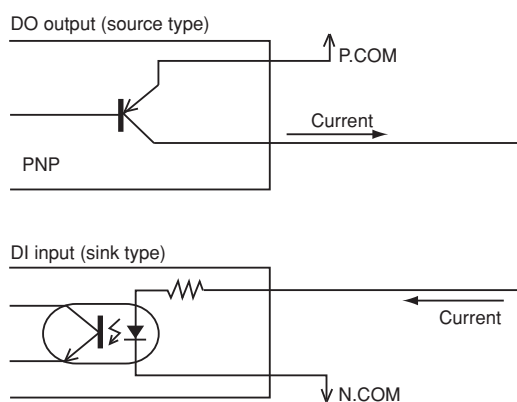 DO output (source type)
P.COM
Current
PNP
DI input (sink type)
Current
N.COM